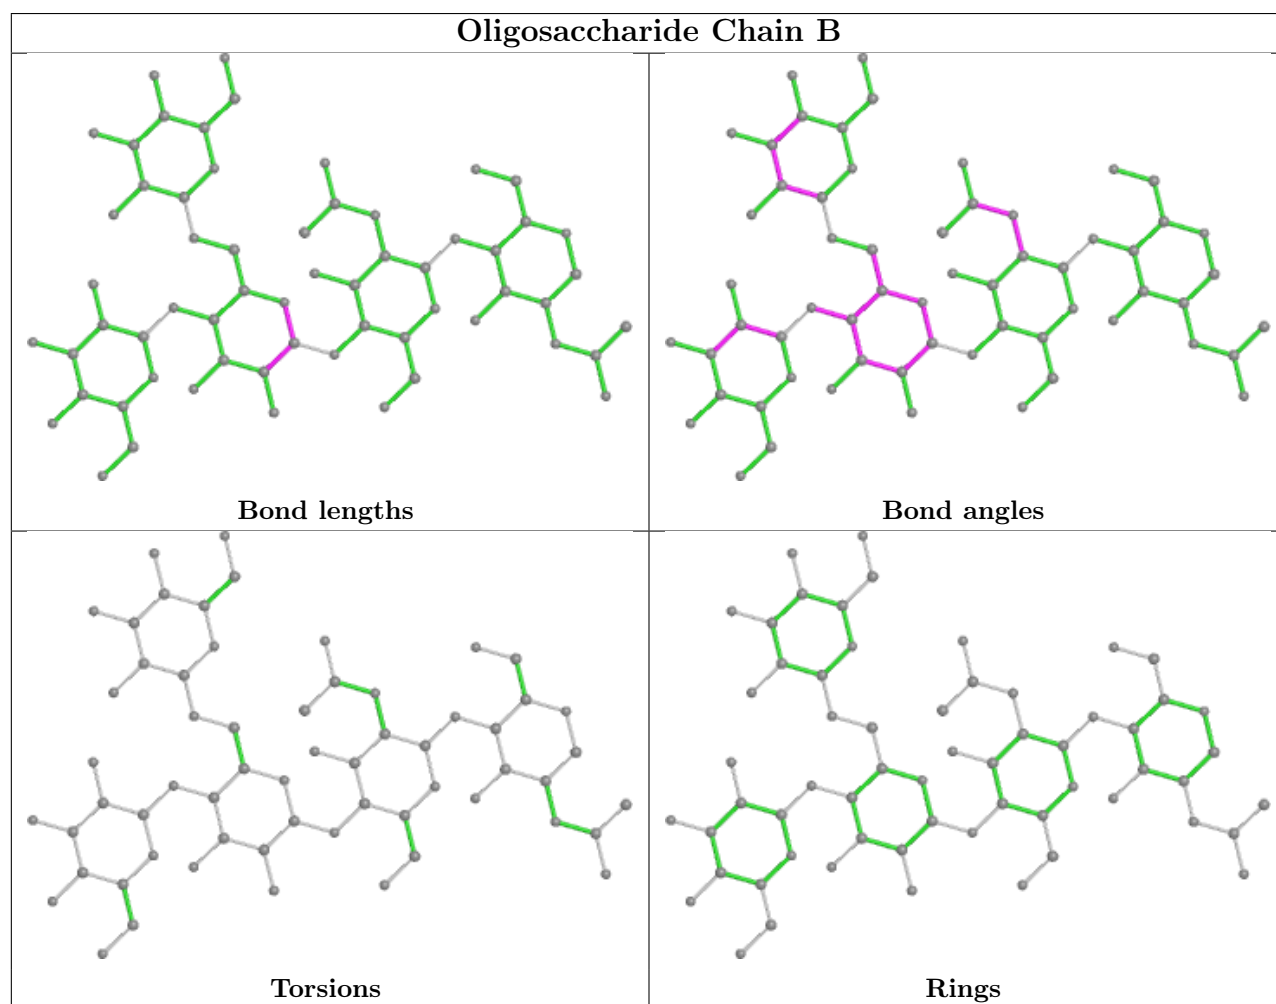 Oligosaccharide Chain B
Bond lengths
Bond angles
Torsions
Rings